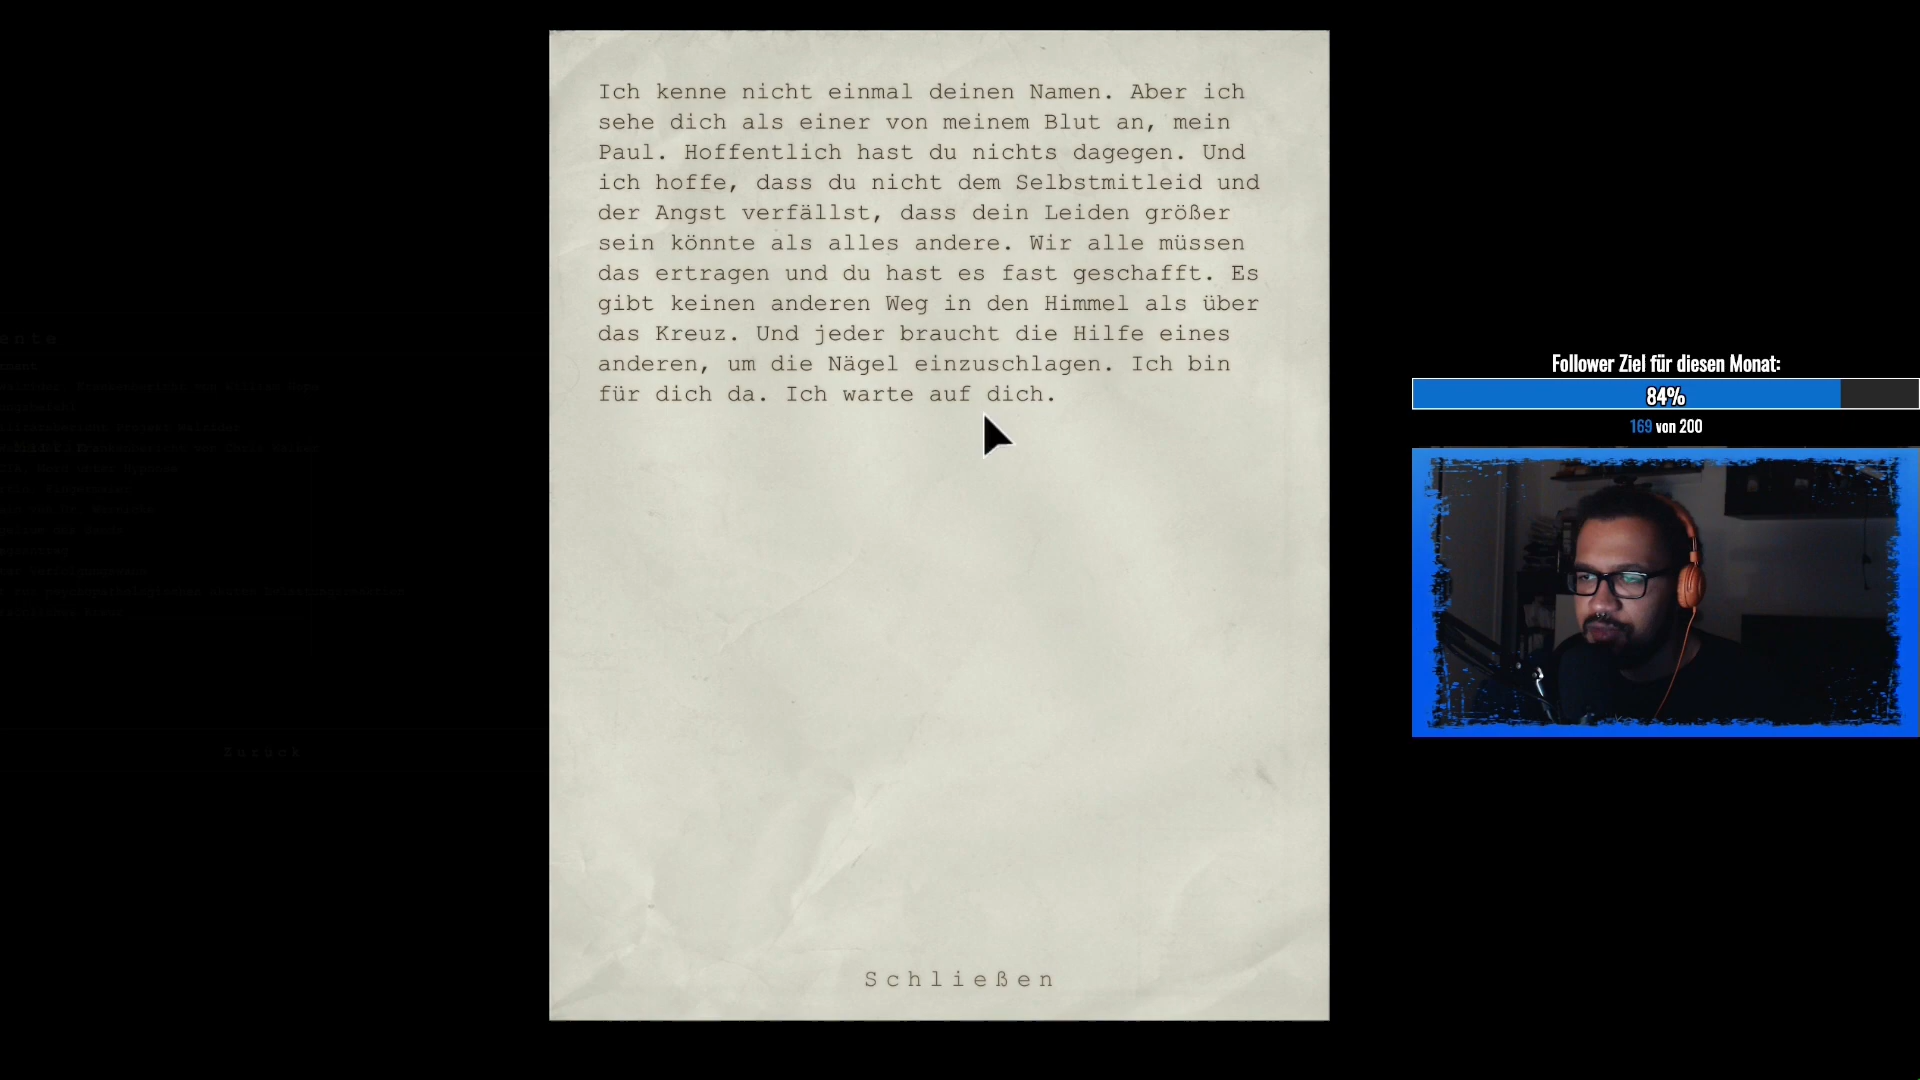 Ich kenne nicht einmal deinen Namen. Aber ich
sehe dich als einer von meinem Blut an, mein
Paul. Hoffentlich hast du nichts dagegen. Und
ich hoffe, dass du nicht dem Selbstmitleid und
der Angst verfällst, dass dein Leiden größer
sein könnte als alles andere. Wir alle müssen
das ertragen und du hast es fast geschafft. Es
gibt keinen anderen Weg in den Himmel als über
das Kreuz. Und jeder braucht die Hilfe eines
anderen, um die Nägel einzuschlagen. Ich bin
für dich da. Ich warte auf dich.
Schließen
Follower Ziel für diesen Monat:
84%
169 von 200
ente
Zurück